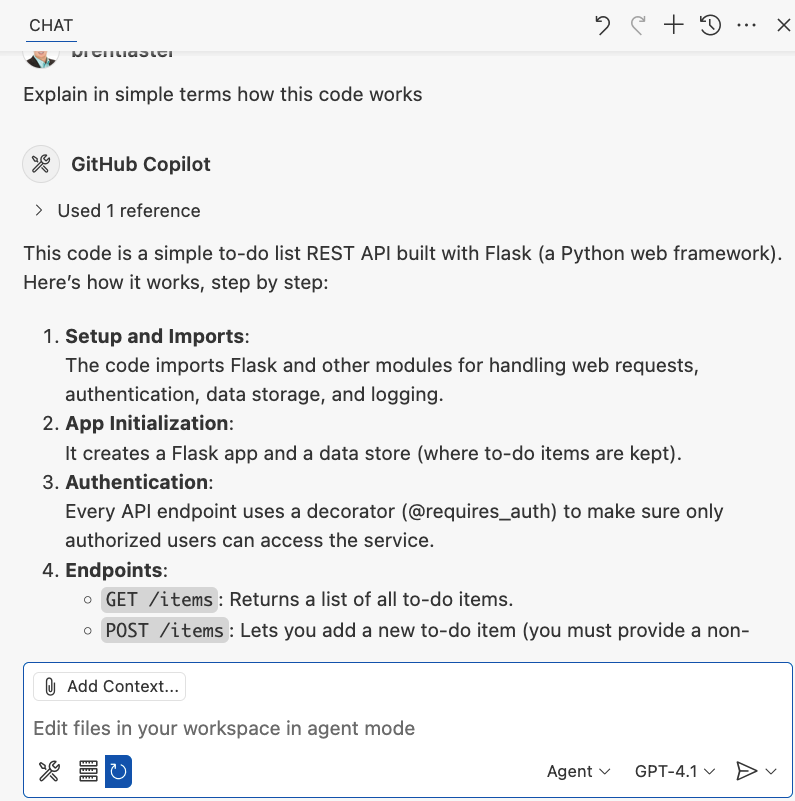 CHAT
brentlaster
Explain in simple terms how this code works
GitHub Copilot
Used 1 reference
This code is a simple to-do list REST API built with Flask (a Python web framework).
Here's how it works, step by step:
1. Setup and Imports:
The code imports Flask and other modules for handling web requests,
authentication, data storage, and logging.
2. App Initialization:
It creates a Flask app and a data store (where to-do items are kept).
3. Authentication:
Every API endpoint uses a decorator (@requires_auth) to make sure only
authorized users can access the service.
4. Endpoints:
GET /items: Returns a list of all to-do items.
POST /items: Lets you add a new to-do item (you must provide a non-
Add Context...
Edit files in your workspace in agent mode
Agent GPT-4.1